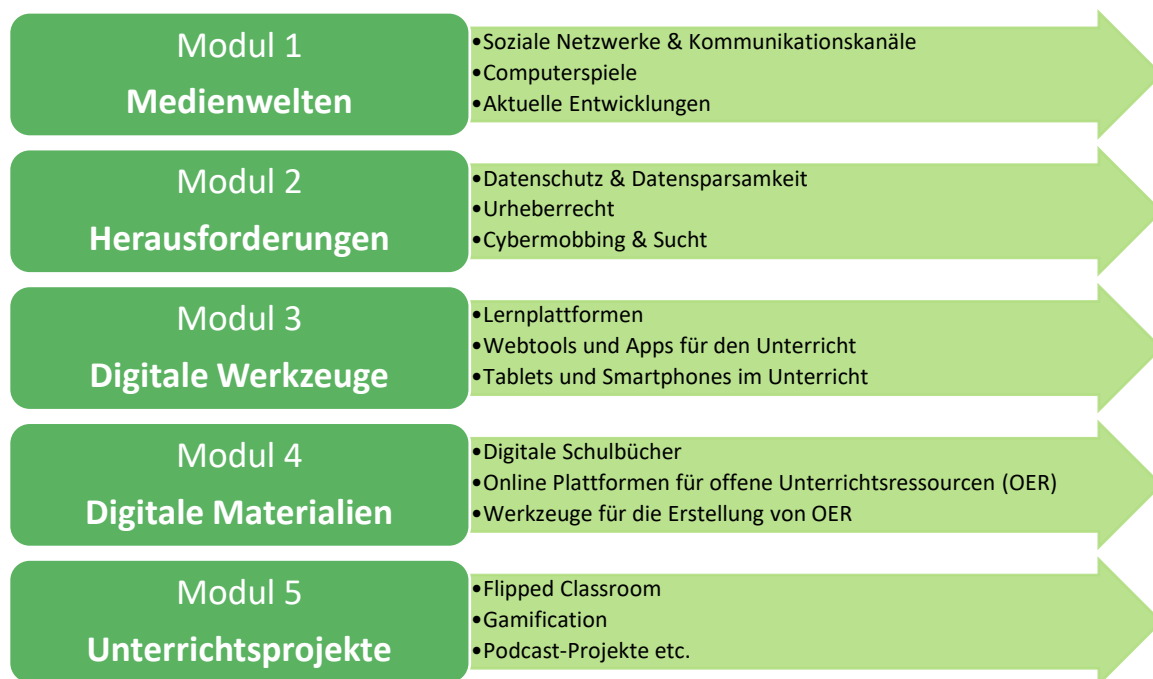 Modul 1
Medienwelten
•Soziale Netzwerke & Kommunikationskanäle
•Computerspiele
•Aktuelle Entwicklungen
Modul 2
Herausforderungen
•Datenschutz & Datensparsamkeit
•Urheberrecht
•Cybermobbing & Sucht
Modul 3
Digitale Werkzeuge
•Lernplattformen
•Webtools und Apps für den Unterricht
•Tablets und Smartphones im Unterricht
Modul 4
Digitale Materialien
•Digitale Schulbücher
•Online Plattformen für offene Unterrichtsressourcen (OER)
•Werkzeuge für die Erstellung von OER
Modul 5
Unterrichtsprojekte
•Flipped Classroom
•Gamification
•Podcast-Projekte etc.